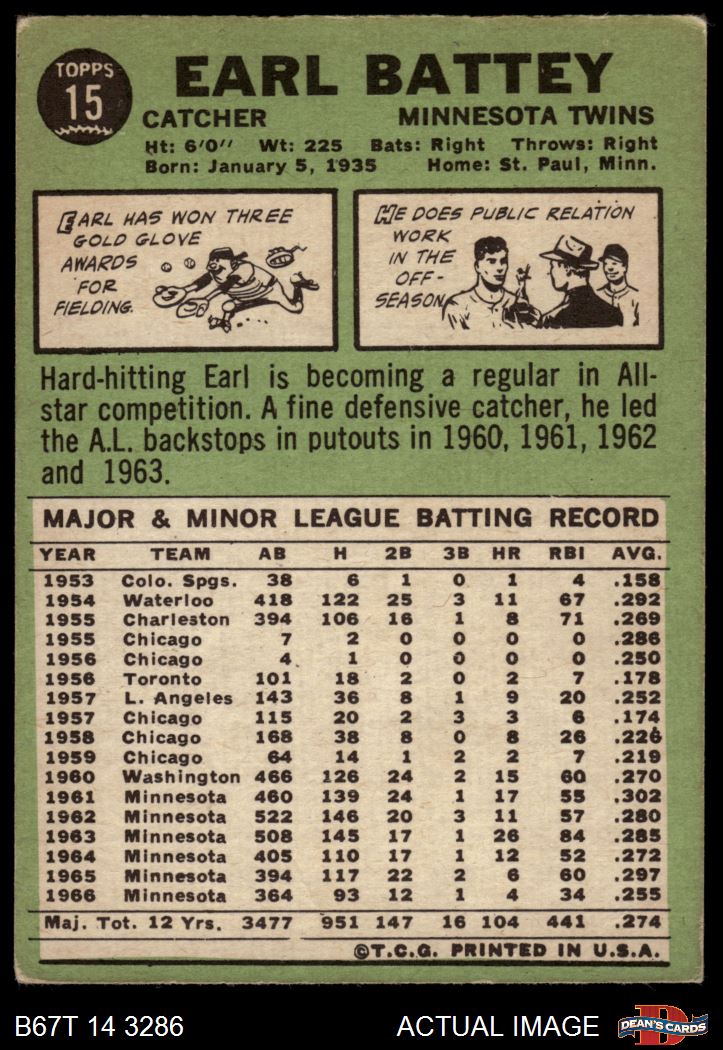 TOPPS
15
EARL BATTEY
CATCHER MINNESOTA TWINS
Ht: 6'0" Wt: 225 Bats: Right Throws: Right
Born: January 5, 1935 Home: St. Paul, Minn.
EARL HAS WON THREE
GOLD GLOVE
AWARDS
FOR
FIELDING.
HE DOES PUBLIC RELATION
WORK
IN THE
OFF-
SEASON
Hard-hitting Earl is becoming a regular in All-
star competition. A fine defensive catcher, he led
the A.L. backstops in putouts in 1960, 1961, 1962
and 1963.
MAJOR & MINOR LEAGUE BATTING RECORD
YEAR TEAM AB H 2B 3B HR RBI AVG.
1953 Colo. Spgs. 38 6 1 0 1 4 .158
1954 Waterloo 418 122 25 3 11 67 .292
1955 Charleston 394 106 16 1 8 71 .269
1955 Chicago 7 2 0 0 0 0 .286
1956 Chicago 4 1 0 0 0 0 .250
1956 Toronto 101 18 2 0 2 7 .178
1957 L. Angeles 143 36 8 1 9 20 .252
1957 Chicago 115 20 2 3 3 6 .174
1958 Chicago 168 38 8 0 8 26 .226
1959 Chicago 64 14 1 2 2 7 .219
1960 Washington 466 126 24 2 15 60 .270
1961 Minnesota 460 139 24 1 17 55 .302
1962 Minnesota 522 146 20 3 11 57 .280
1963 Minnesota 508 145 17 1 26 84 .285
1964 Minnesota 405 110 17 1 12 52 .272
1965 Minnesota 394 117 22 2 6 60 .297
1966 Minnesota 364 93 12 1 4 34 .255
Maj. Tot. 12 Yrs. 3477 951 147 16 104 441 .274
©T.C.G. PRINTED IN U.S.A.
B67T 14 3286 ACTUAL IMAGE
DEAN'S CARDS